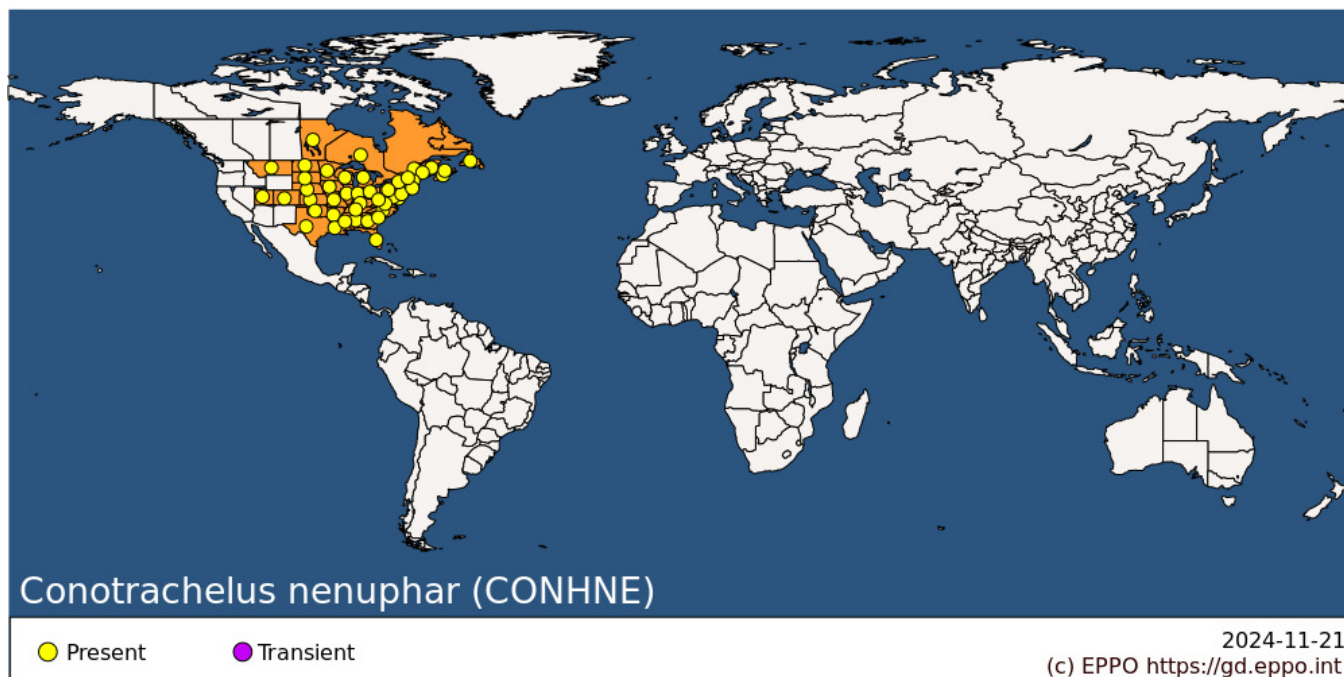 Conotrachelus nenuphar (CONHNE)
Present
Transient
2024-11-21
(c) EPPO https://gd.eppo.int